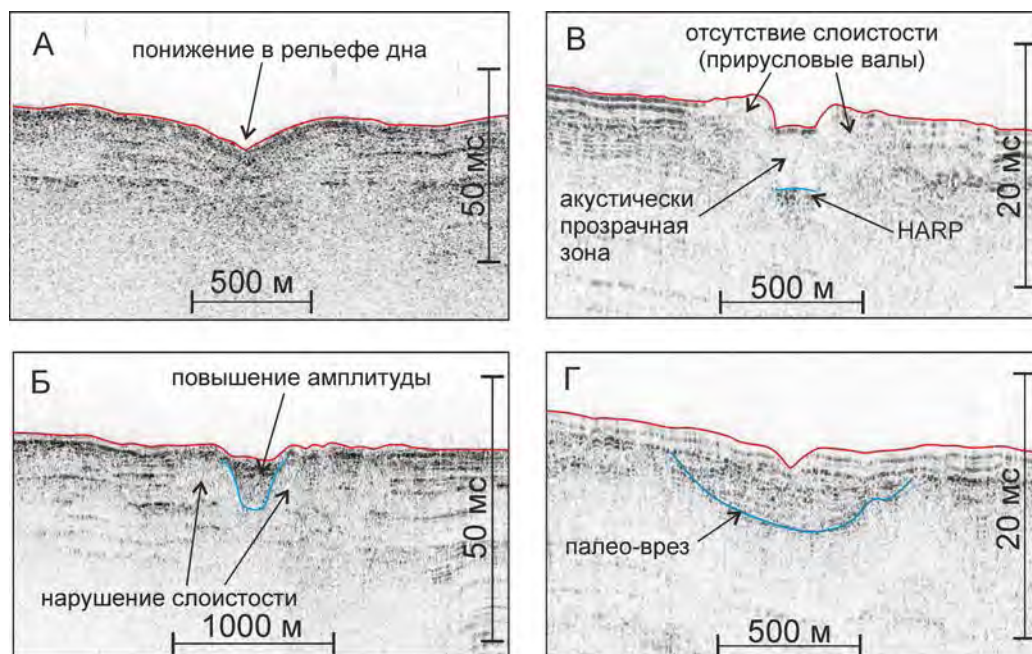 А
понижение в рельефе дна
50 мс
500 м
В
отсутствие слоистости
(прирусловые валы)
акустически
прозрачная
зона
HARP
20 мс
500 м
Б
повышение амплитуды
нарушение слоистости
50 мс
1000 м
Г
палео-врез
20 мс
500 м